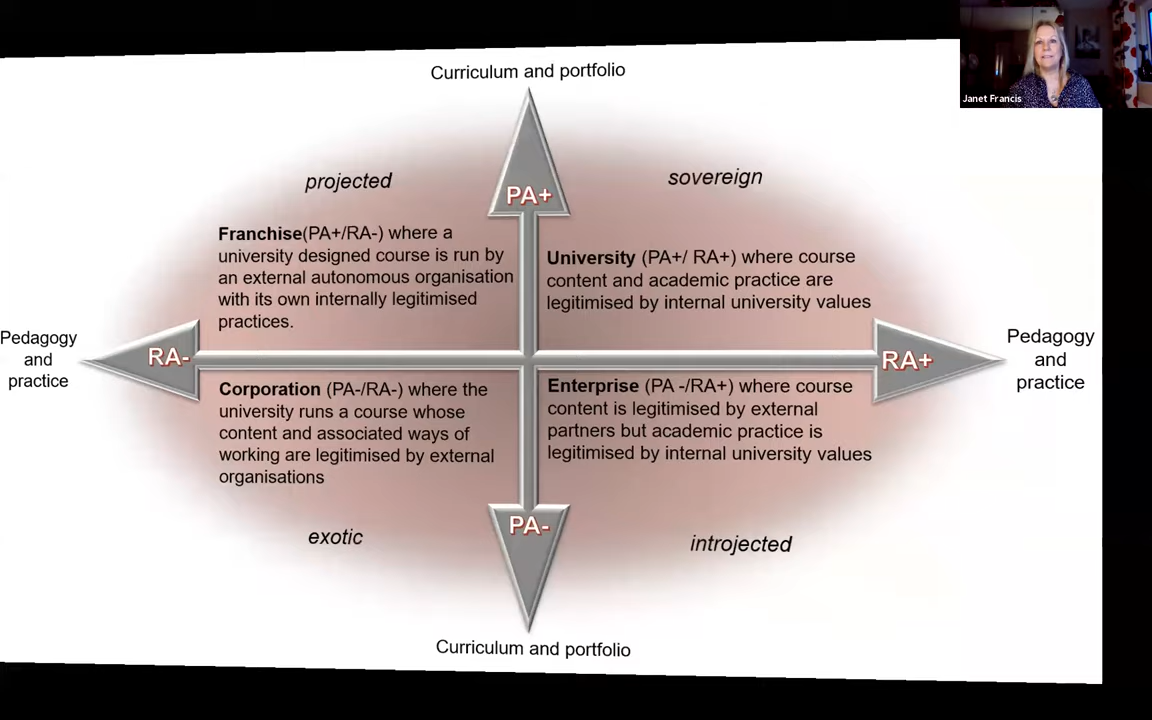 Janet Francis
Curriculum and portfolio
projected
sovereign
PA+
Franchise(PA+/RA-) where a
university designed course is run by
an external autonomous organisation
with its own internally legitimised
practices.
University (PA+/ RA+) where course
content and academic practice are
legitimised by internal university values
Pedagogy
and
practice
RA-
RA+
Pedagogy
and
practice
Corporation (PA-/RA-) where the
university runs a course whose
content and associated ways of
working are legitimised by external
organisations
Enterprise (PA -/RA+) where course
content is legitimised by external
partners but academic practice is
legitimised by internal university values
PA-
exotic
introjected
Curriculum and portfolio